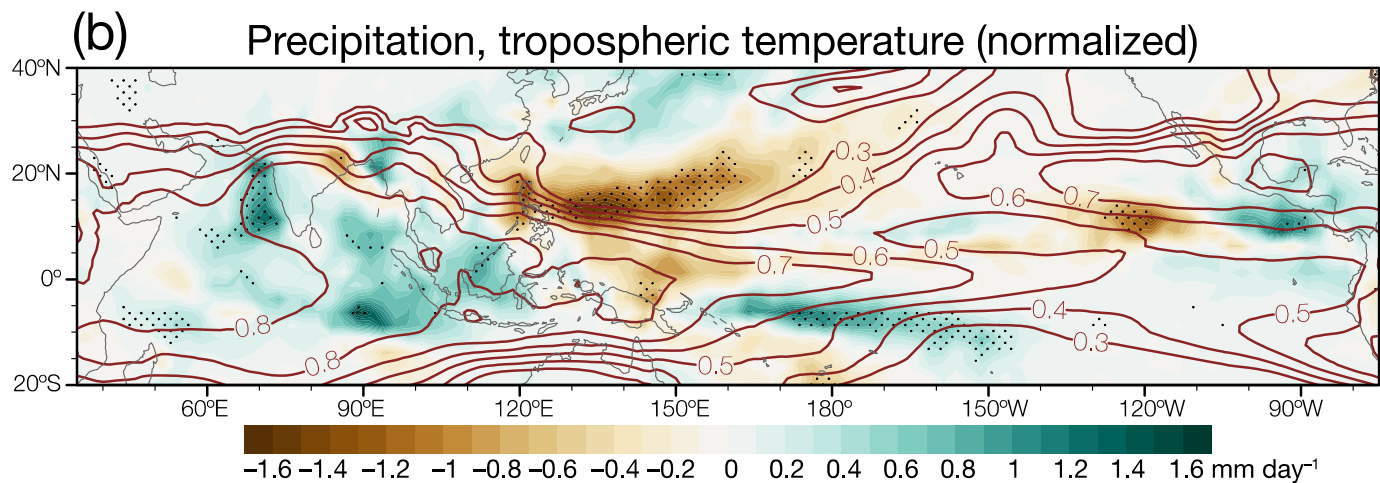 (b) Precipitation, tropospheric temperature (normalized)
40ºN
20ºN
0º
20ºS
0.3
0.4
0.5
0.6
0.7
0.6
0.5
0.7
0.8
0.8
0.5
0.4
0.3
0.5
60ºE 90ºE 120ºE 150ºE 180º 150ºW 120ºW 90ºW
−1.6 −1.4 −1.2 −1 −0.8 −0.6 −0.4 −0.2 0 0.2 0.4 0.6 0.8 1 1.2 1.4 1.6 mm day⁻¹